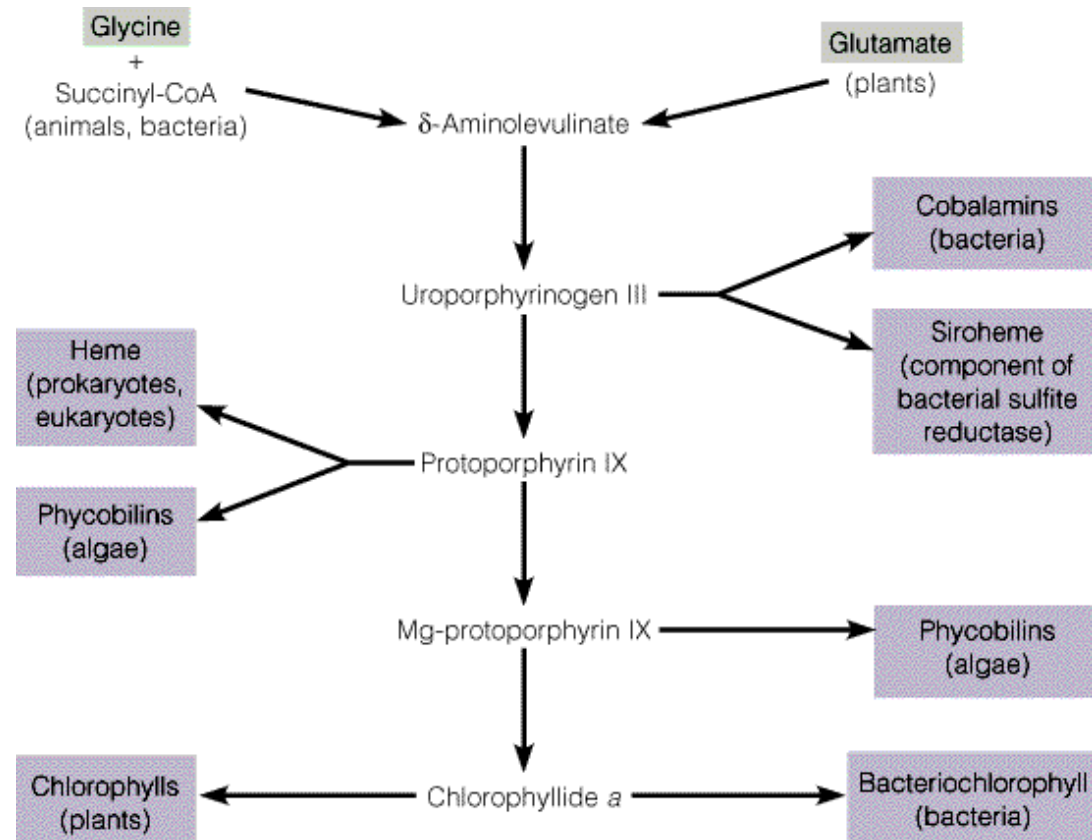 Glycine
+
Succinyl-CoA
(animals, bacteria)
Glutamate
(plants)
δ-Aminolevulinate
Cobalamins
(bacteria)
Uroporphyrinogen III
Siroheme
(component of
bacterial sulfite
reductase)
Heme
(prokaryotes,
eukaryotes)
Protoporphyrin IX
Phycobilins
(algae)
Mg-protoporphyrin IX
Phycobilins
(algae)
Chlorophylls
(plants)
Chlorophyllide a
Bacteriochlorophyll
(bacteria)